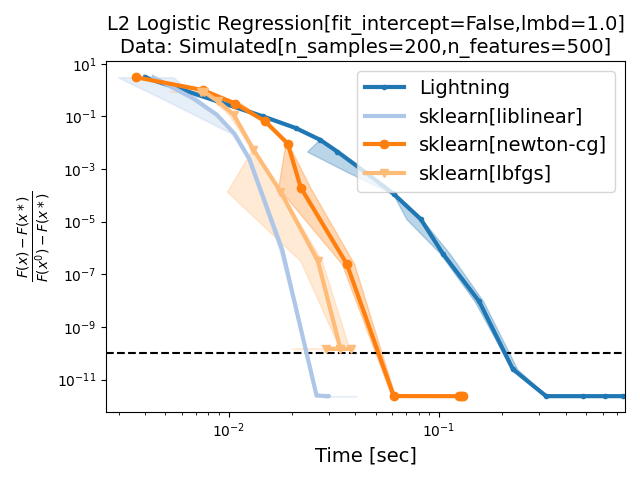 L2 Logistic Regression[fit_intercept=False,lmbd=1.0]
Data: Simulated[n_samples=200,n_features=500]
10^1
10^-1
10^-3
10^-5
10^-7
10^-9
10^-11
F(x) − F(x*)
F(x^0) − F(x*)
Lightning
sklearn[liblinear]
sklearn[newton-cg]
sklearn[lbfgs]
10^-2
10^-1
Time [sec]